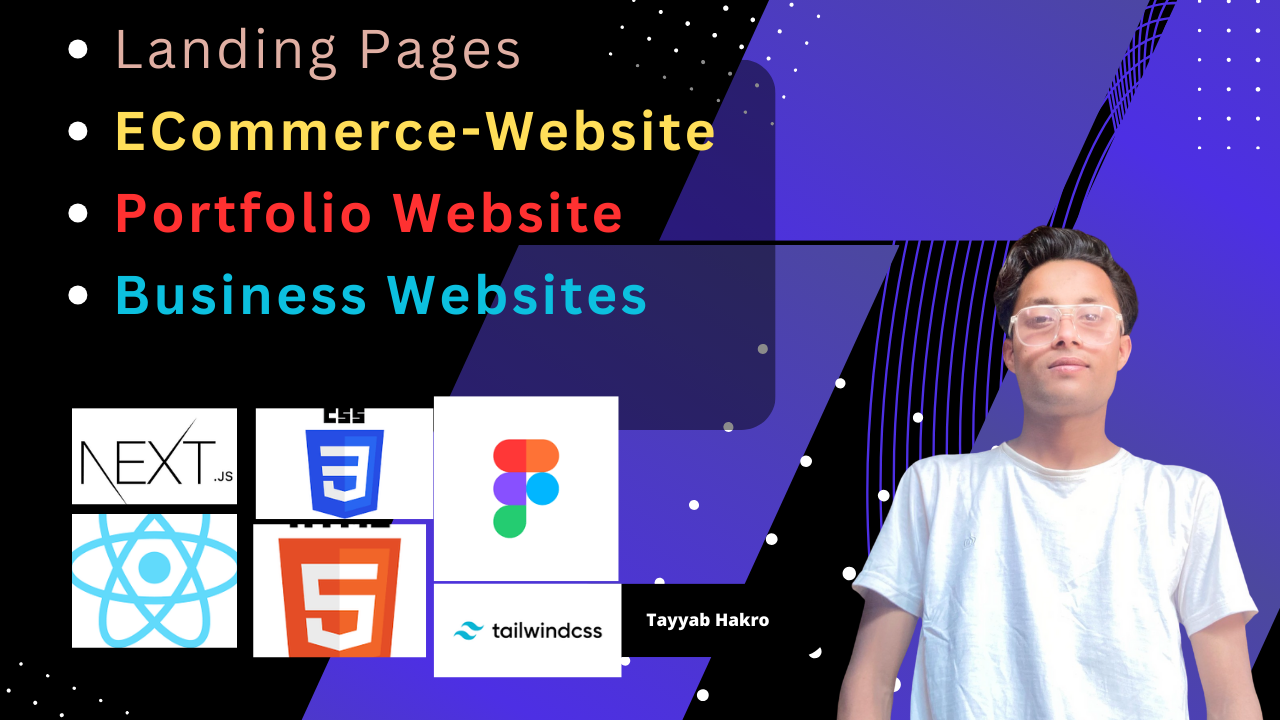 Landing Pages
ECommerce-Website
Portfolio Website
Business Websites
NEXT.JS
CSS
3
5
tailwindcss
Tayyab Hakro